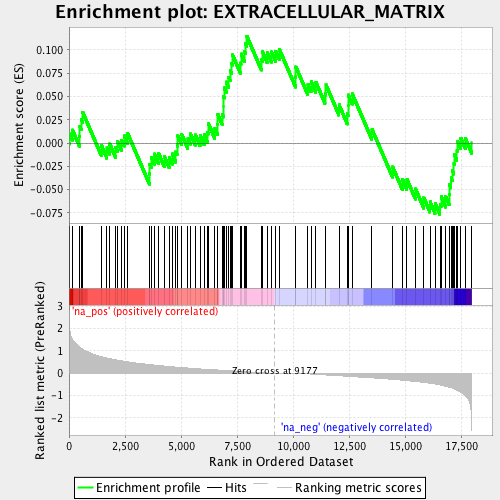 Enrichment plot: EXTRACELLULAR_MATRIX
Enrichment score (ES)
0.100
0.075
0.050
0.025
0.000
-0.025
-0.050
-0.075
'na_pos' (positively correlated)
Ranked list metric (PreRanked)
3
2
1
0
-1
-2
Zero cross at 9177
'na_neg' (negatively correlated)
0 2,500 5,000 7,500 10,000 12,500 15,000 17,500
Rank in Ordered Dataset
Enrichment profile Hits Ranking metric scores